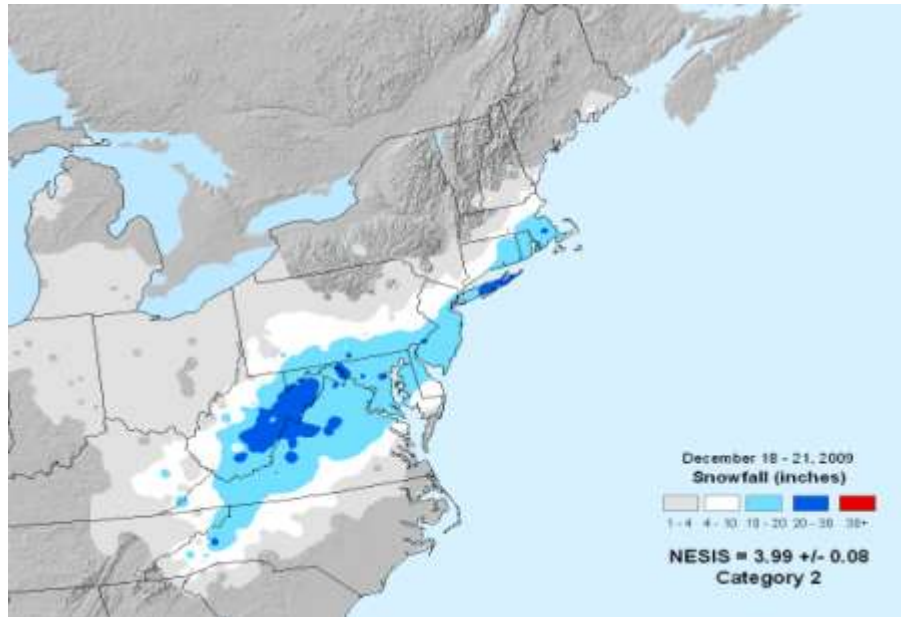 December 18 - 21, 2009
Snowfall (inches)
1 - 4 4 - 10 10 - 20 20 - 30 30+
NESIS = 3.99 +/- 0.08
Category 2